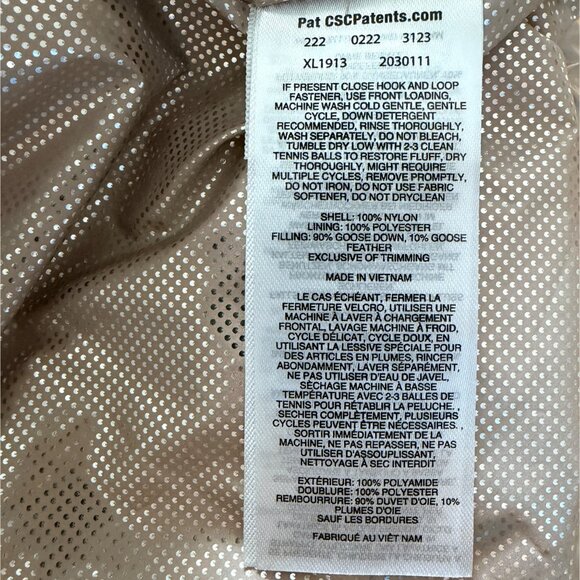 Pat CSCPatents.com
222 0222 3123
XL1913 2030111
IF PRESENT CLOSE HOOK AND LOOP
FASTENER, USE FRONT LOADING,
MACHINE WASH COLD GENTLE, GENTLE
CYCLE, DOWN DETERGENT
RECOMMENDED, RINSE THOROUGHLY,
WASH SEPARATELY, DO NOT BLEACH,
TUMBLE DRY LOW WITH 2-3 CLEAN
TENNIS BALLS TO RESTORE FLUFF, DRY
THOROUGHLY, MIGHT REQUIRE
MULTIPLE CYCLES, REMOVE PROMPTLY,
DO NOT IRON, DO NOT USE FABRIC
SOFTENER, DO NOT DRYCLEAN
SHELL: 100% NYLON
LINING: 100% POLYESTER
FILLING: 90% GOOSE DOWN, 10% GOOSE
FEATHER
EXCLUSIVE OF TRIMMING
MADE IN VIETNAM
LE CAS ÉCHÉANT, FERMER LA
FERMETURE VELCRO, UTILISER UNE
MACHINE À LAVER À CHARGEMENT
FRONTAL, LAVAGE MACHINE À FROID,
CYCLE DÉLICAT, CYCLE DOUX, EN
UTILISANT LA LESSIVE SPÉCIALE POUR
DES ARTICLES EN PLUMES, RINCER
ABONDAMMENT, LAVER SÉPARÉMENT,
NE PAS UTILISER D'EAU DE JAVEL,
SÉCHAGE MACHINE À BASSE
TEMPÉRATURE AVEC 2-3 BALLES DE
TENNIS POUR RÉTABLIR LA PELUCHE. ,
SECHER COMPLÈTEMENT, PLUSIEURS
CYCLES PEUVENT ÊTRE NÉCESSAIRES. ,
SORTIR IMMÉDIATEMENT DE LA
MACHINE, NE PAS REPASSER, NE PAS
UTILISER D'ASSOUPLISSANT,
NETTOYAGE À SEC INTERDIT
EXTÉRIEUR: 100% POLYAMIDE
DOUBLURE: 100% POLYESTER
REMBOURRURE: 90% DUVET D'OIE, 10%
PLUMES D'OIE
SAUF LES BORDURES
FABRIQUÉ AU VIÊT NAM